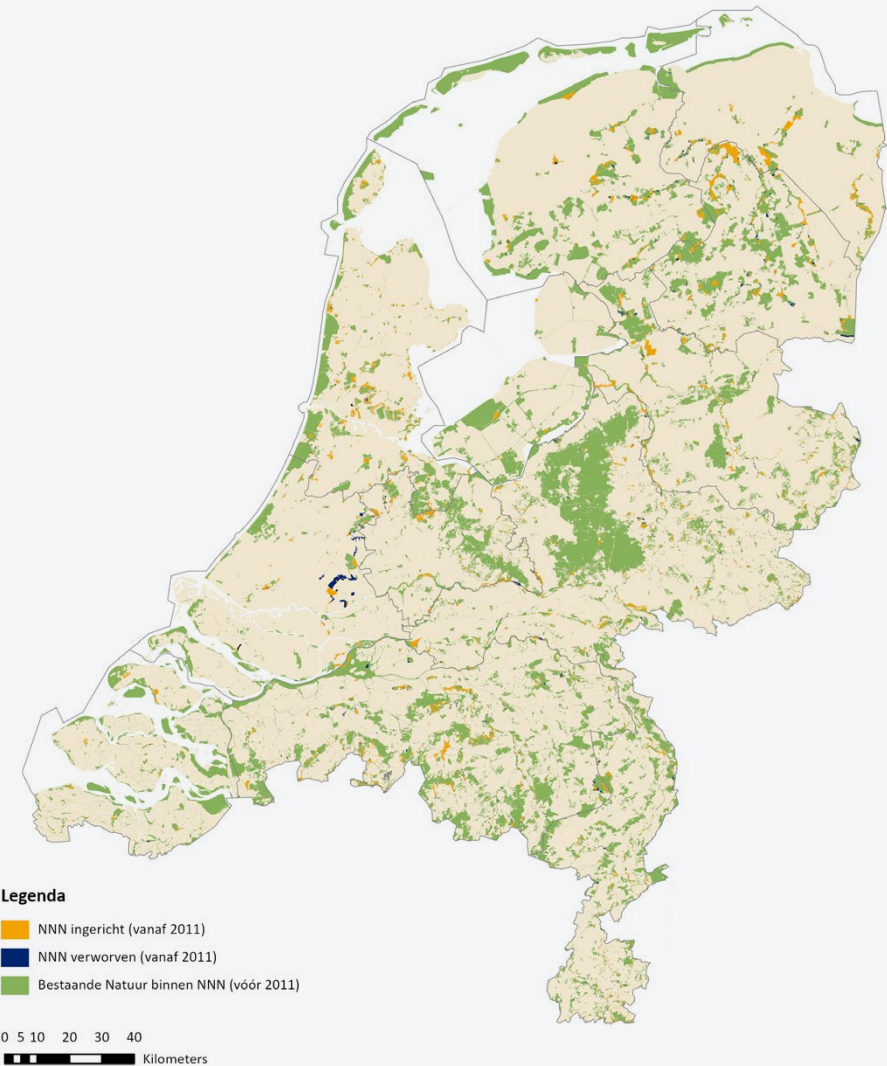 Legenda
NNN ingericht (vanaf 2011)
NNN verworven (vanaf 2011)
Bestaande Natuur binnen NNN (vóór 2011)
0 5 10 20 30 40
Kilometers